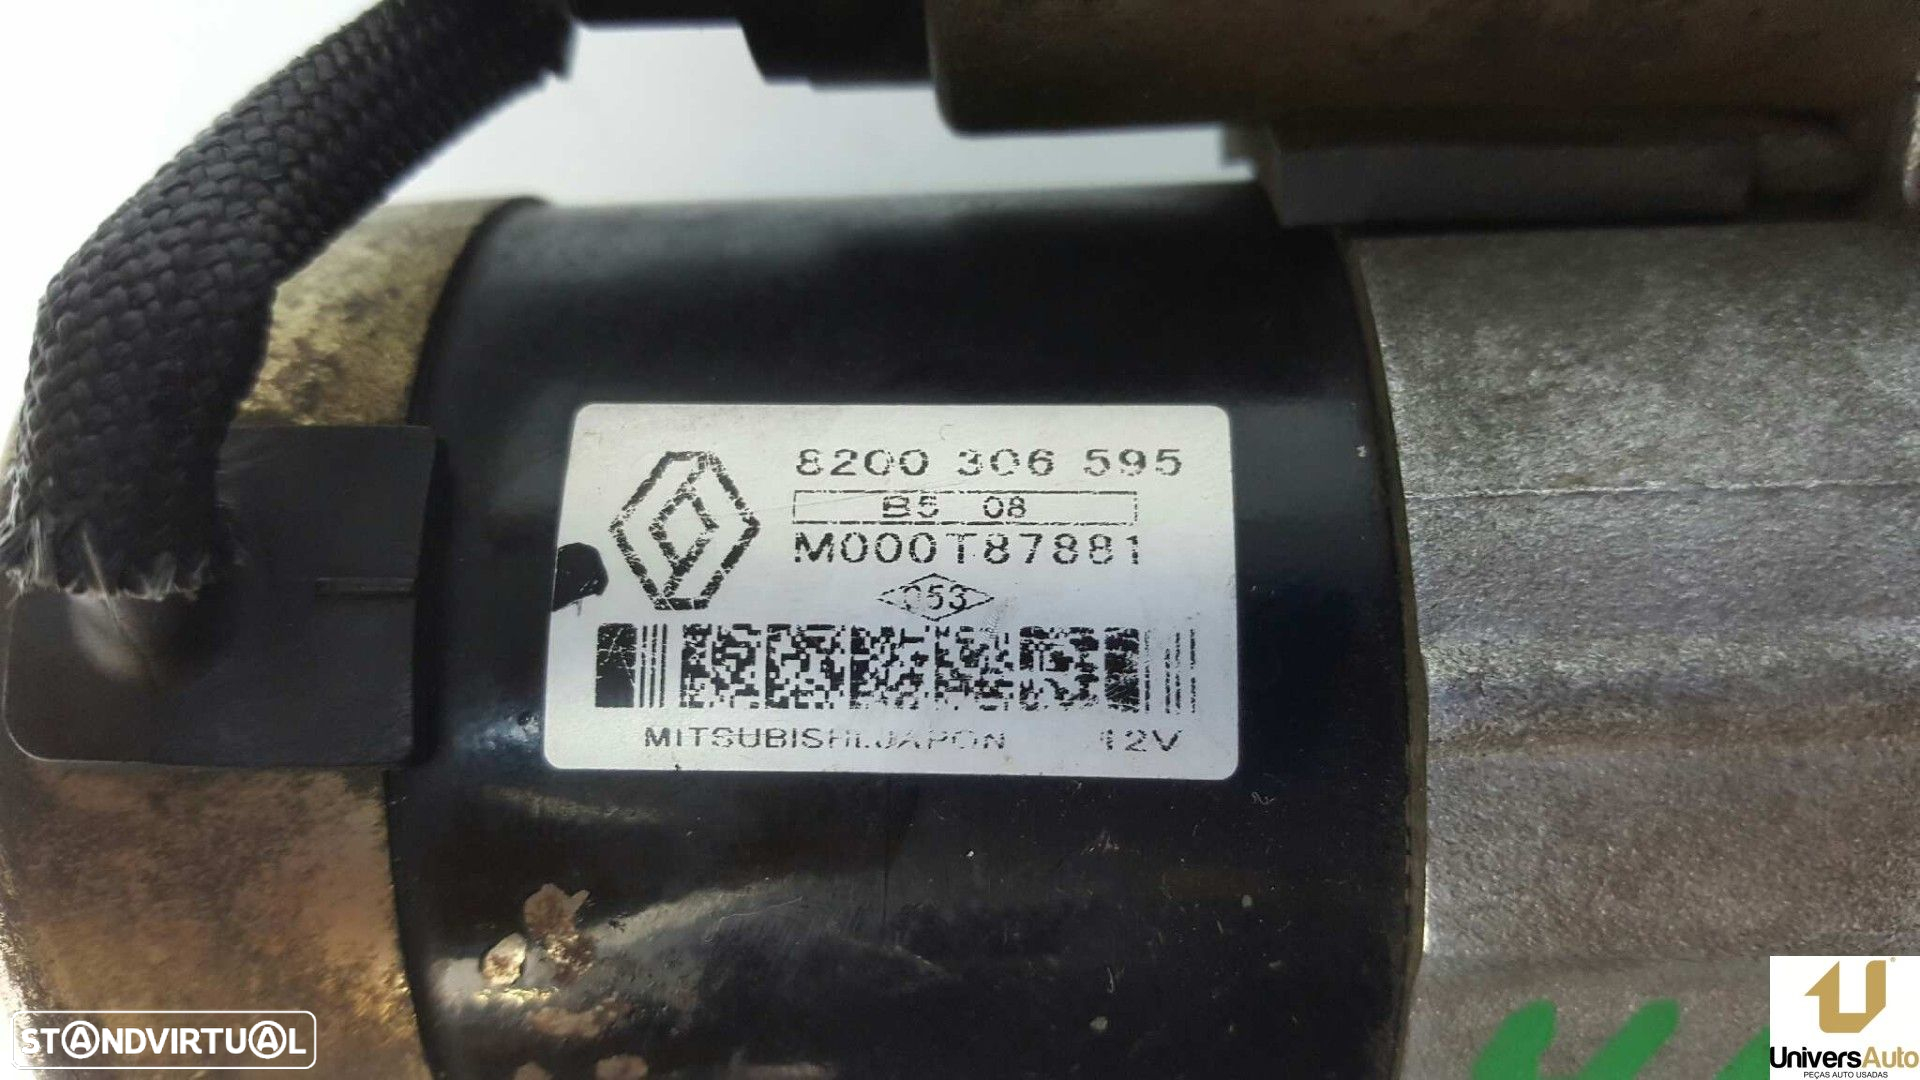 8200 306 595
B5 08
M000T87881
053
MITSUBISHI.JAPON 12V
STANDVIRTUAL
UniversAuto
PEÇAS AUTO USADAS